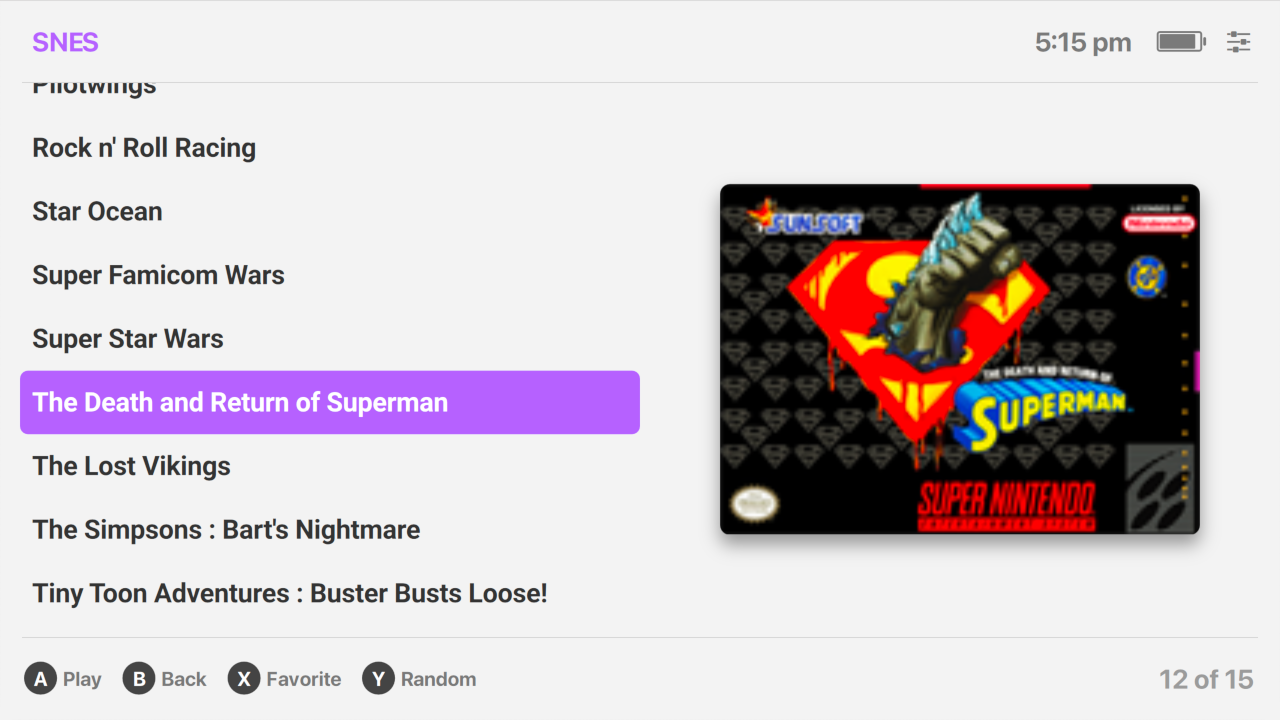 SNES
5:15 pm
Pilotwings
Rock n' Roll Racing
Star Ocean
Super Famicom Wars
Super Star Wars
The Death and Return of Superman
The Lost Vikings
The Simpsons : Bart's Nightmare
Tiny Toon Adventures : Buster Busts Loose!
SUNSOFT
LICENSED BY
Nintendo
THE DEATH AND RETURN OF
SUPERMAN
SUPER NINTENDO
A Play
B Back
X Favorite
Y Random
12 of 15